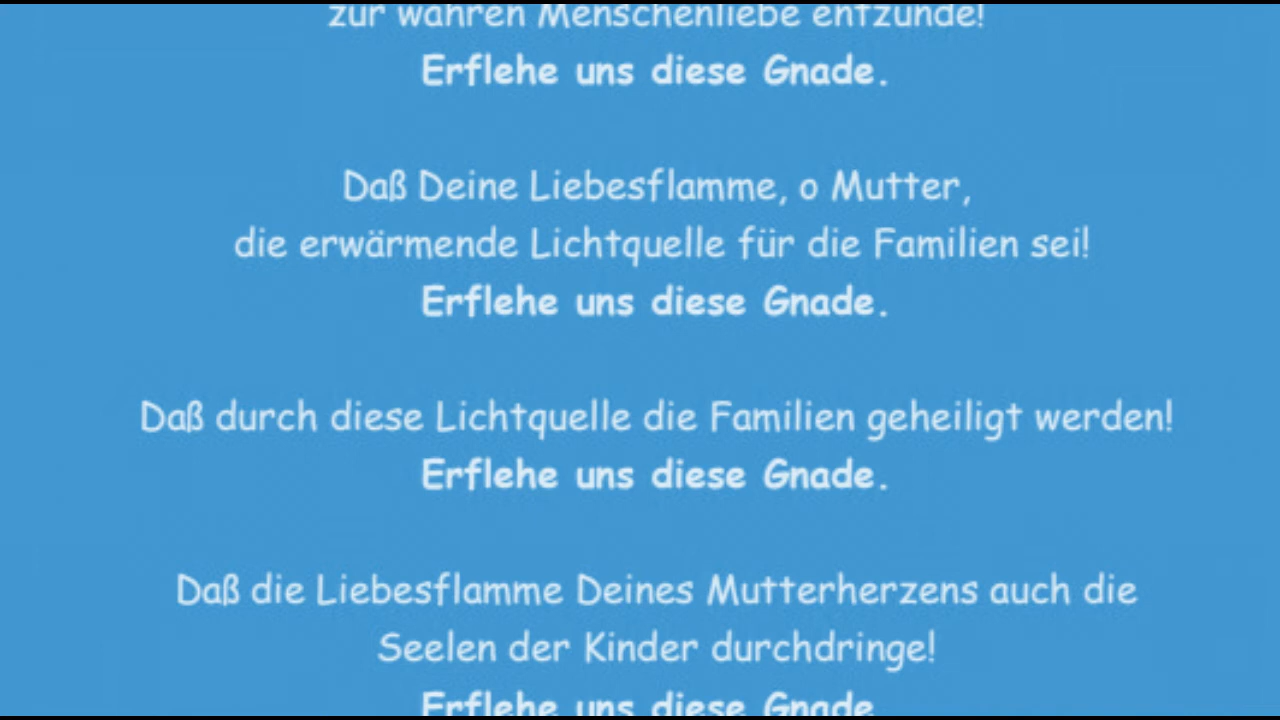 zur wahren Menschenliebe entzünde!
Erflehe uns diese Gnade.
Daß Deine Liebesflamme, o Mutter,
die erwärmende Lichtquelle für die Familien sei!
Erflehe uns diese Gnade.
Daß durch diese Lichtquelle die Familien geheiligt werden!
Erflehe uns diese Gnade.
Daß die Liebesflamme Deines Mutterherzens auch die
Seelen der Kinder durchdringe!
Erflehe uns diese Gnade